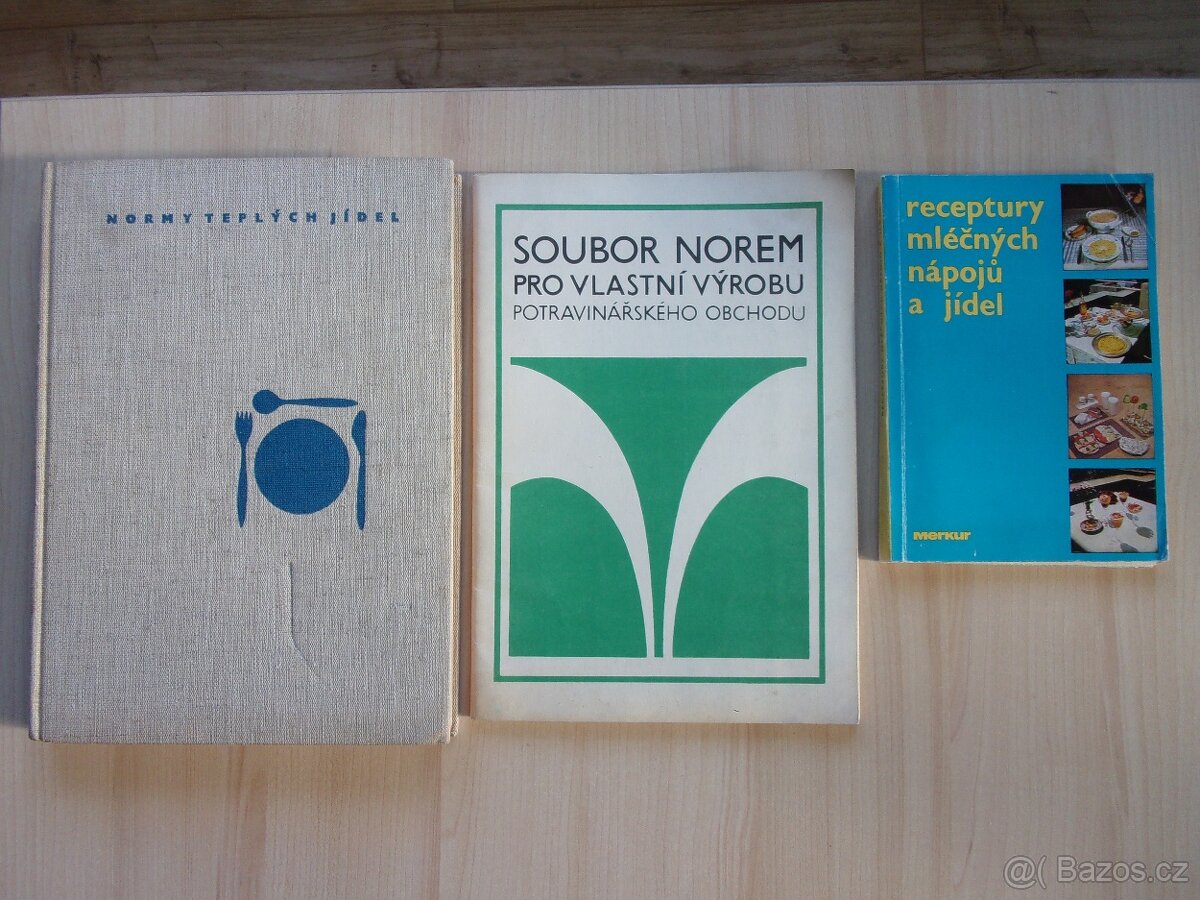 NORMY TEPLÝCH JÍDEL
SOUBOR NOREM
PRO VLASTNÍ VÝROBU
POTRAVINÁŘSKÉHO OBCHODU
receptury
mléčných
nápojů
a jídel
merkur
@( Bazos.cz